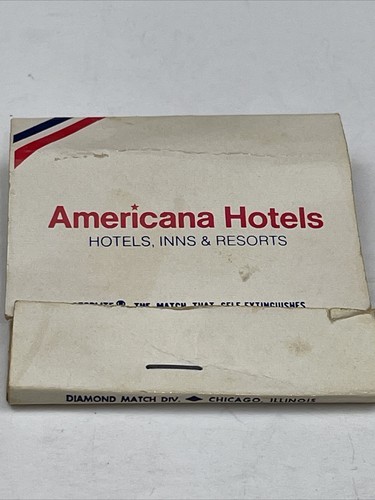 Americana Hotels
HOTELS, INNS & RESORTS
THE MATCH THAT SELF-EXTINGUISHES
DIAMOND MATCH DIV. ◆ CHICAGO, ILLINOIS